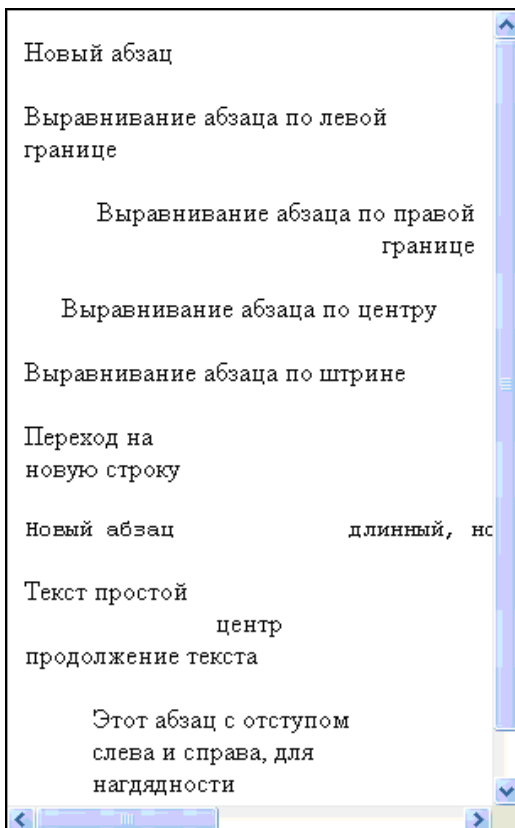 Новый абзац
Выравнивание абзаца по левой
границе
Выравнивание абзаца по правой
границе
Выравнивание абзаца по центру
Выравнивание абзаца по штрине
Переход на
новую строку
Новый абзац длинный, но
Текст простой
центр
продолжение текста
Этот абзац с отступом
слева и справа, для
нагдядности